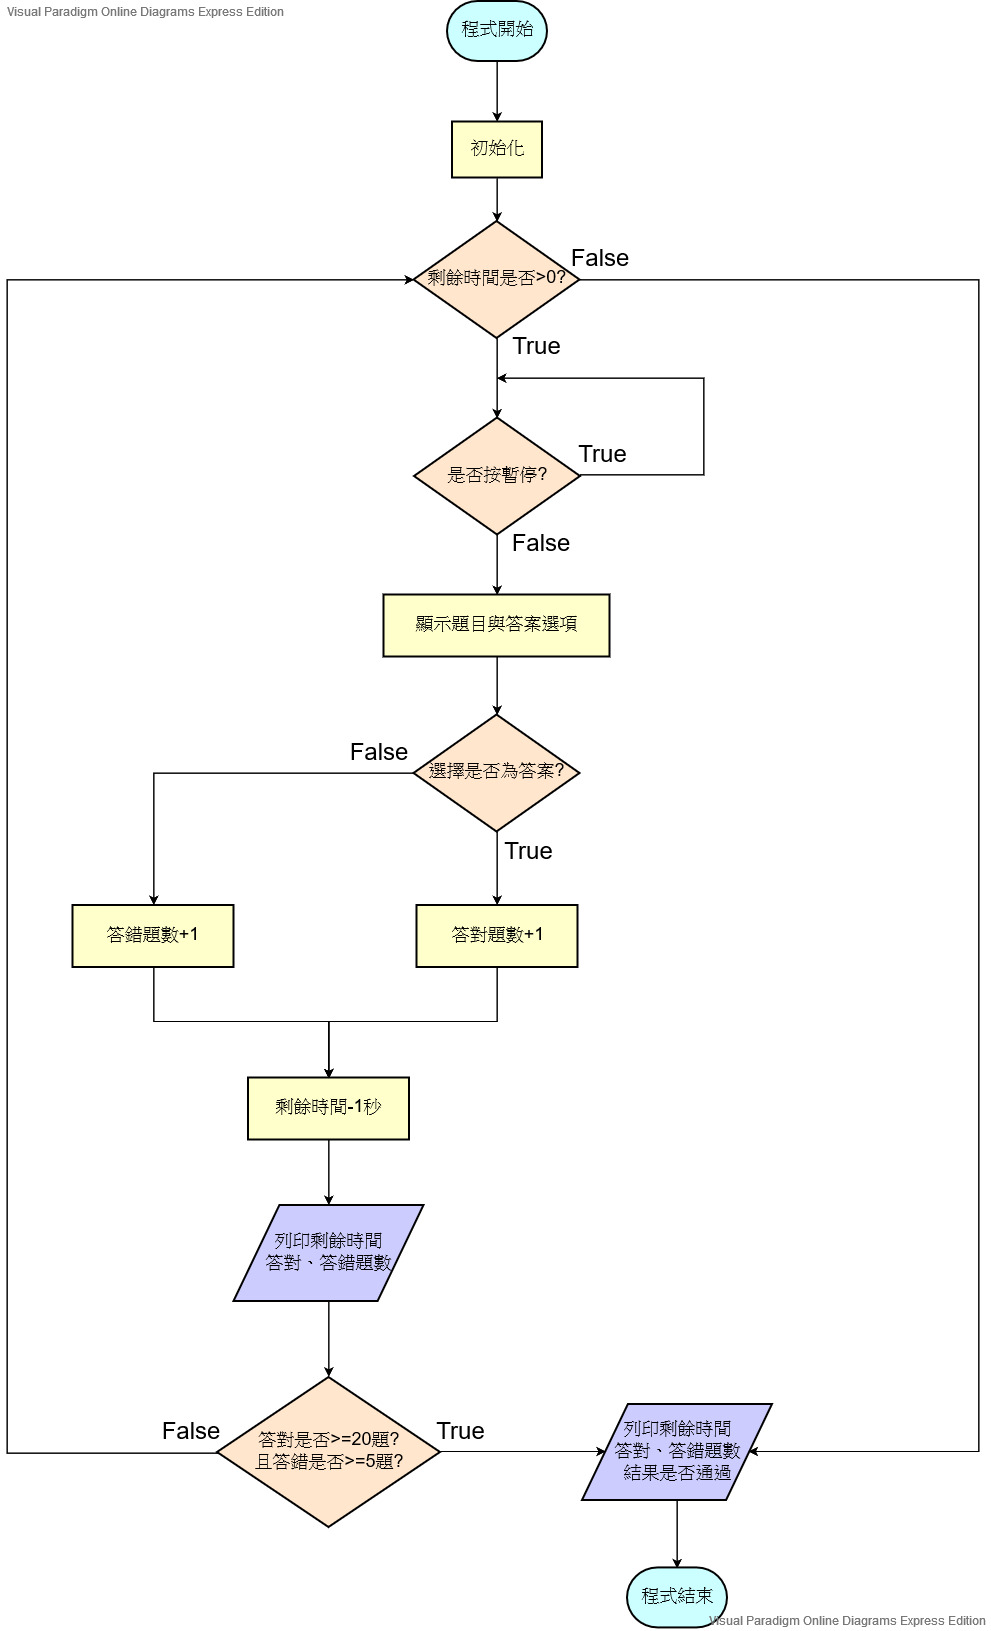 Visual Paradigm Online Diagrams Express Edition
程式開始
初始化
剩餘時間是否>0?
False
True
是否按暫停?
True
False
顯示題目與答案選項
選擇是否為答案?
False
True
答錯題數+1
答對題數+1
剩餘時間-1秒
列印剩餘時間
答對、答錯題數
答對是否>=20題?
且答錯是否>=5題?
False
True
列印剩餘時間
答對、答錯題數
結果是否通過
程式結束
Visual Paradigm Online Diagrams Express Edition